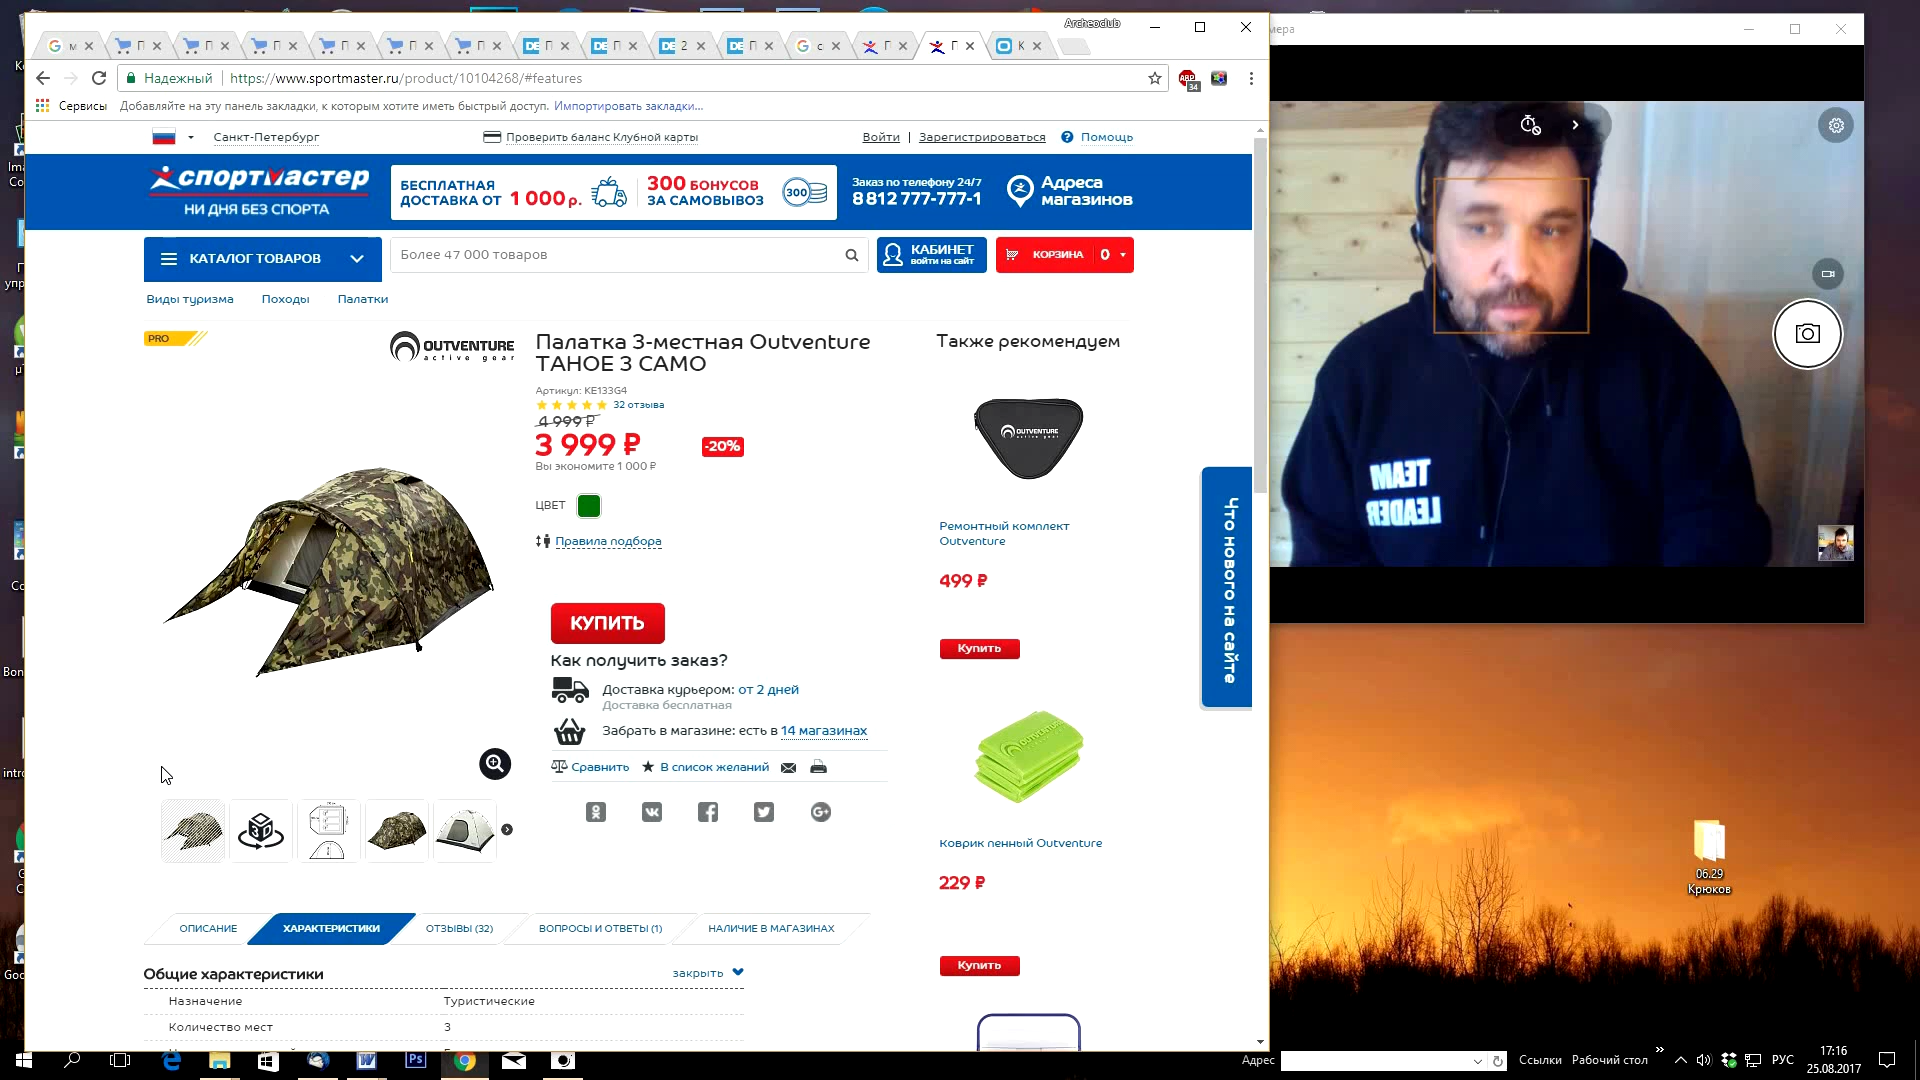 Archeoclub
Надежный
https://www.sportmaster.ru/product/10104268/#features
Сервисы
Добавляйте на эту панель закладки, к которым хотите иметь быстрый доступ. Импортировать закладки...
Санкт-Петербург
Проверить баланс Клубной карты
Войти | Зарегистрироваться
Помощь
СПОРТМАСТЕР
НИ ДНЯ БЕЗ СПОРТА
БЕСПЛАТНАЯ ДОСТАВКА ОТ 1 000 р.
300 БОНУСОВ ЗА САМОВЫВОЗ
300
Заказ по телефону 24/7
8 812 777-777-1
Адреса магазинов
КАТАЛОГ ТОВАРОВ
Более 47 000 товаров
КАБИНЕТ
войти на сайт
КОРЗИНА 0
Виды туризма
Походы
Палатки
PRO
OUTVENTURE
active gear
Палатка 3-местная Outventure
TAHOE 3 CAMO
Артикул: KE133G4
32 отзыва
4 999 ₽
3 999 ₽
-20%
Вы экономите 1 000 ₽
ЦВЕТ
Правила подбора
КУПИТЬ
Как получить заказ?
Доставка курьером: от 2 дней
Доставка бесплатная
Забрать в магазине: есть в 14 магазинах
Сравнить
В список желаний
3D
Также рекомендуем
OUTVENTURE
active gear
Ремонтный комплект
Outventure
499 ₽
Купить
Коврик пенный Outventure
229 ₽
Купить
Что нового на сайте
ОПИСАНИЕ
ХАРАКТЕРИСТИКИ
ОТЗЫВЫ (32)
ВОПРОСЫ И ОТВЕТЫ (1)
НАЛИЧИЕ В МАГАЗИНАХ
Общие характеристики
закрыть
Назначение
Туристические
Количество мест
3
TEAM
LEADER
06.29
Крюков
Адрес
Ссылки
Рабочий стол
РУС
17:16
25.08.2017